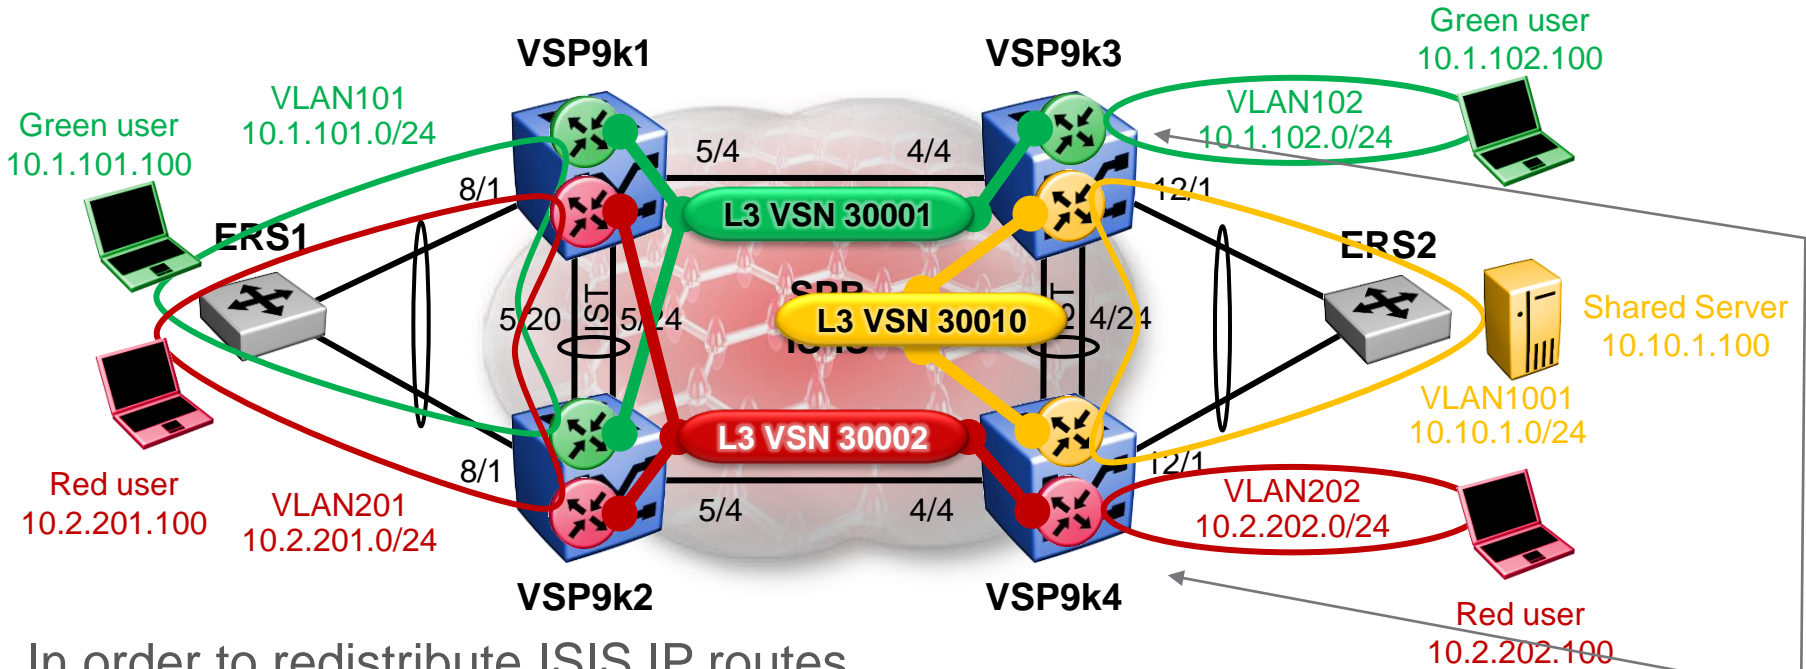 Green user
10.1.102.100
VSP9k1
VSP9k3
VLAN101
10.1.101.0/24
VLAN102
10.1.102.0/24
Green user
10.1.101.100
5/4
4/4
8/1
12/1
L3 VSN 30001
ERS1
ERS2
SPB
IST
5/20
5/24
L3 VSN 30010
4/24
Shared Server
10.10.1.100
VLAN1001
10.10.1.0/24
L3 VSN 30002
8/1
12/1
Red user
10.2.201.100
VLAN201
10.2.201.0/24
VLAN202
10.2.202.0/24
5/4
4/4
VSP9k2
VSP9k4
Red user
10.2.202.100
In order to redistribute ISIS IP routes